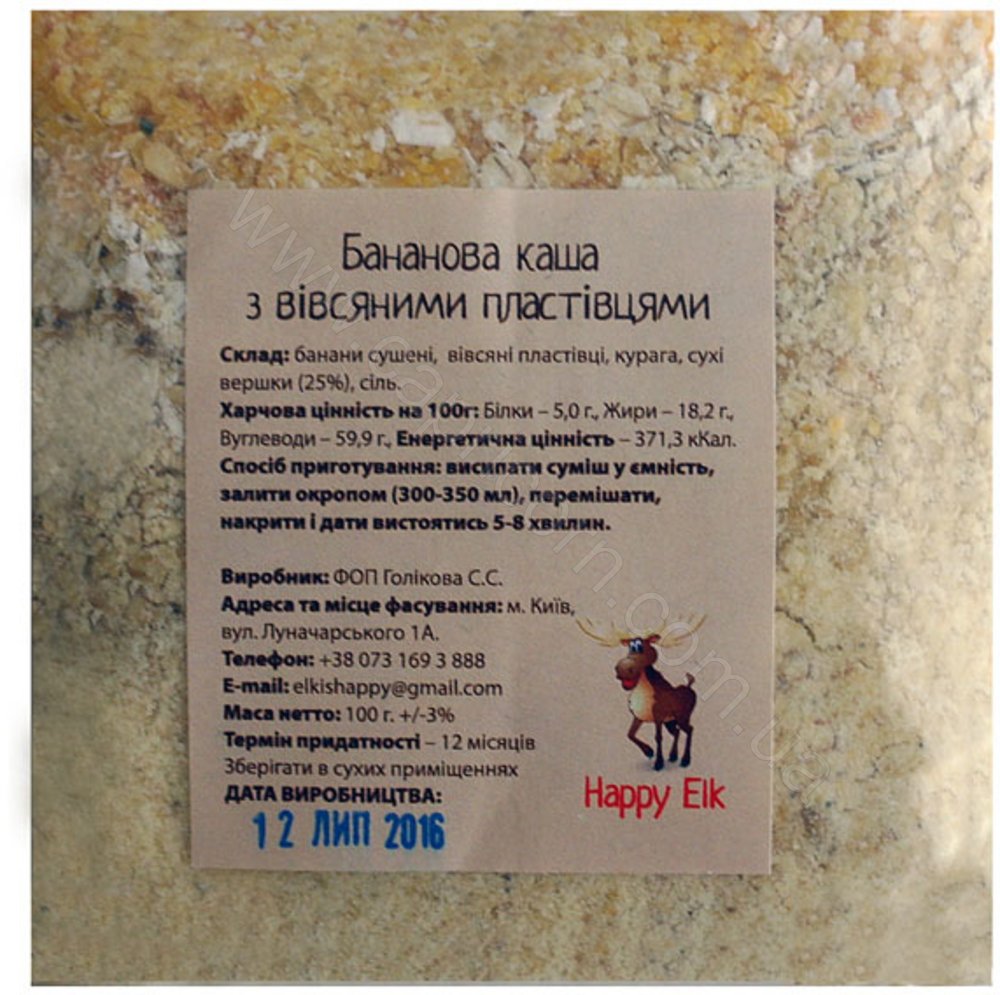 Бананова каша
з вівсяними пластівцями
Склад: банани сушені, вівсяні пластівці, курага, сухі
вершки (25%), сіль.
Харчова цінність на 100г: Білки – 5,0 г., Жири – 18,2 г.,
Вуглеводи – 59,9 г., Енергетична цінність – 371,3 кКал.
Спосіб приготування: висипати суміш у ємність,
залити окропом (300-350 мл), перемішати,
накрити і дати вистоятись 5-8 хвилин.
Виробник: ФОП Голікова С.С.
Адреса та місце фасування: м. Київ,
вул. Луначарського 1А.
Телефон: +38 073 169 3 888
E-mail: elkishappy@gmail.com
Маса нетто: 100 г. +/-3%
Термін придатності – 12 місяців
Зберігати в сухих приміщеннях
ДАТА ВИРОБНИЦТВА:
12 ЛИП 2016
Happy Elk